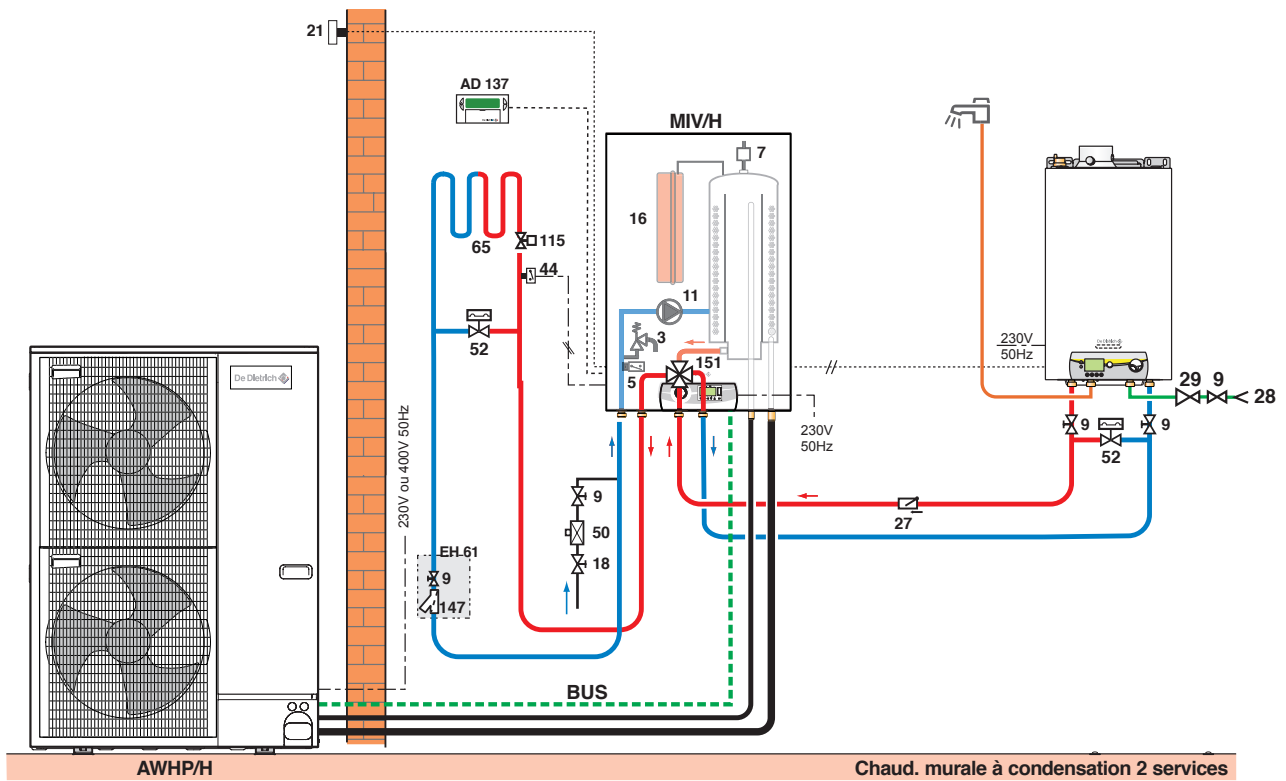 21
AD 137
MIV/H
7
16
65
115
44
11
52
3
5
151
230V
50Hz
230V
50Hz
29
9
28
9
9
52
27
De Dietrich
230V ou 400V 50Hz
9
50
18
EH 61
9
147
BUS
AWHP/H
Chaud. murale à condensation 2 services